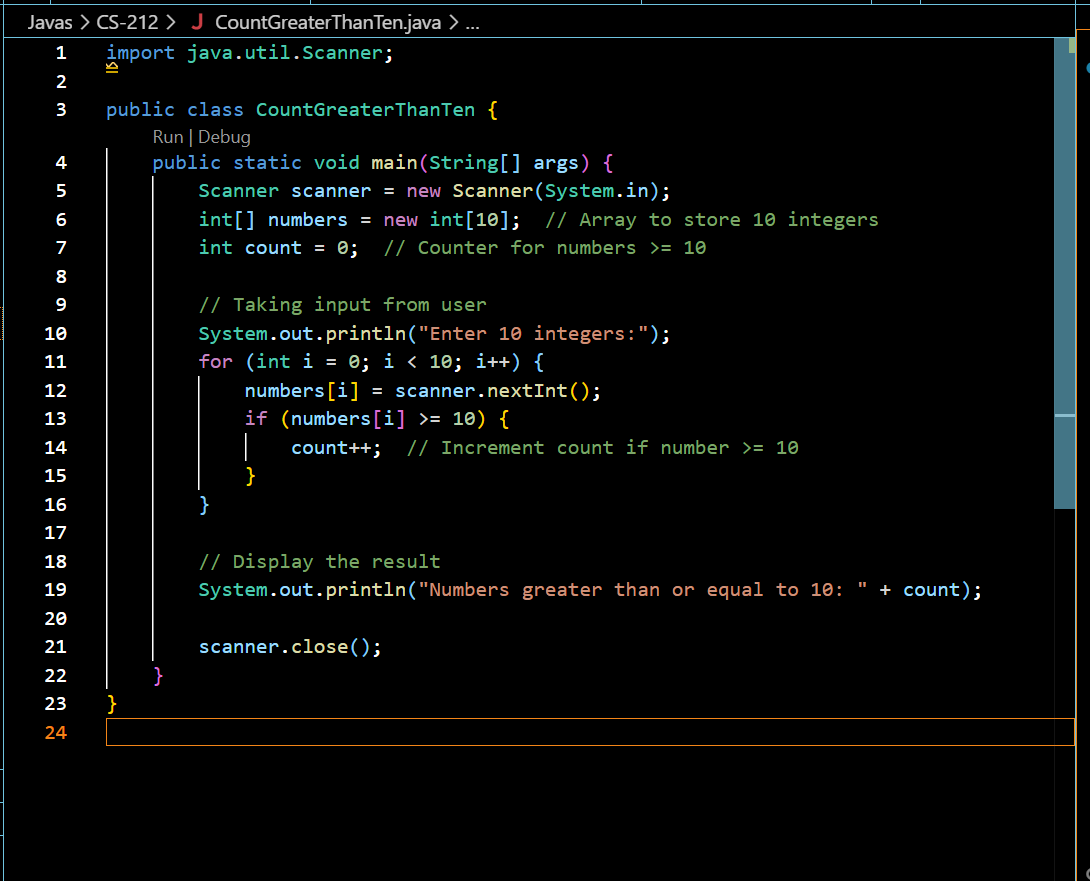 Javas > CS-212 > J CountGreaterThanTen.java > ...
1 import java.util.Scanner;
2
3 public class CountGreaterThanTen {
Run | Debug
4 public static void main(String[] args) {
5 Scanner scanner = new Scanner(System.in);
6 int[] numbers = new int[10]; // Array to store 10 integers
7 int count = 0; // Counter for numbers >= 10
8
9 // Taking input from user
10 System.out.println("Enter 10 integers:");
11 for (int i = 0; i < 10; i++) {
12 numbers[i] = scanner.nextInt();
13 if (numbers[i] >= 10) {
14 count++; // Increment count if number >= 10
15 }
16 }
17
18 // Display the result
19 System.out.println("Numbers greater than or equal to 10: " + count);
20
21 scanner.close();
22 }
23 }
24